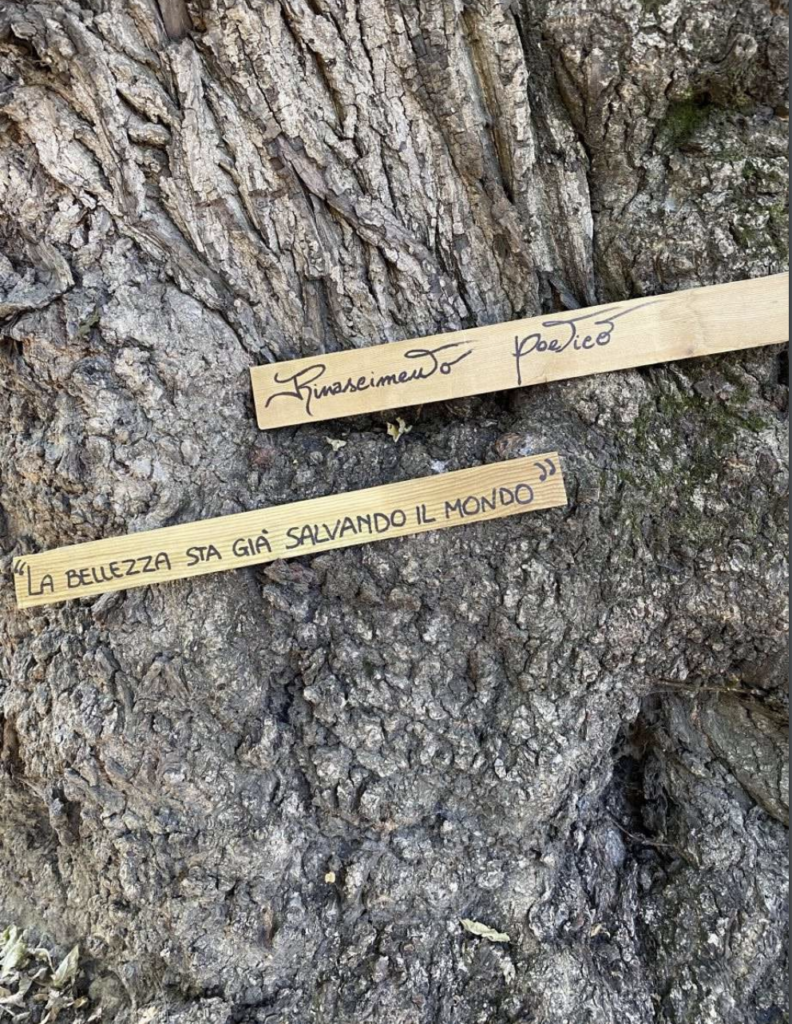 Rinascimento poetico
“LA BELLEZZA STA GIÀ SALVANDO IL MONDO”